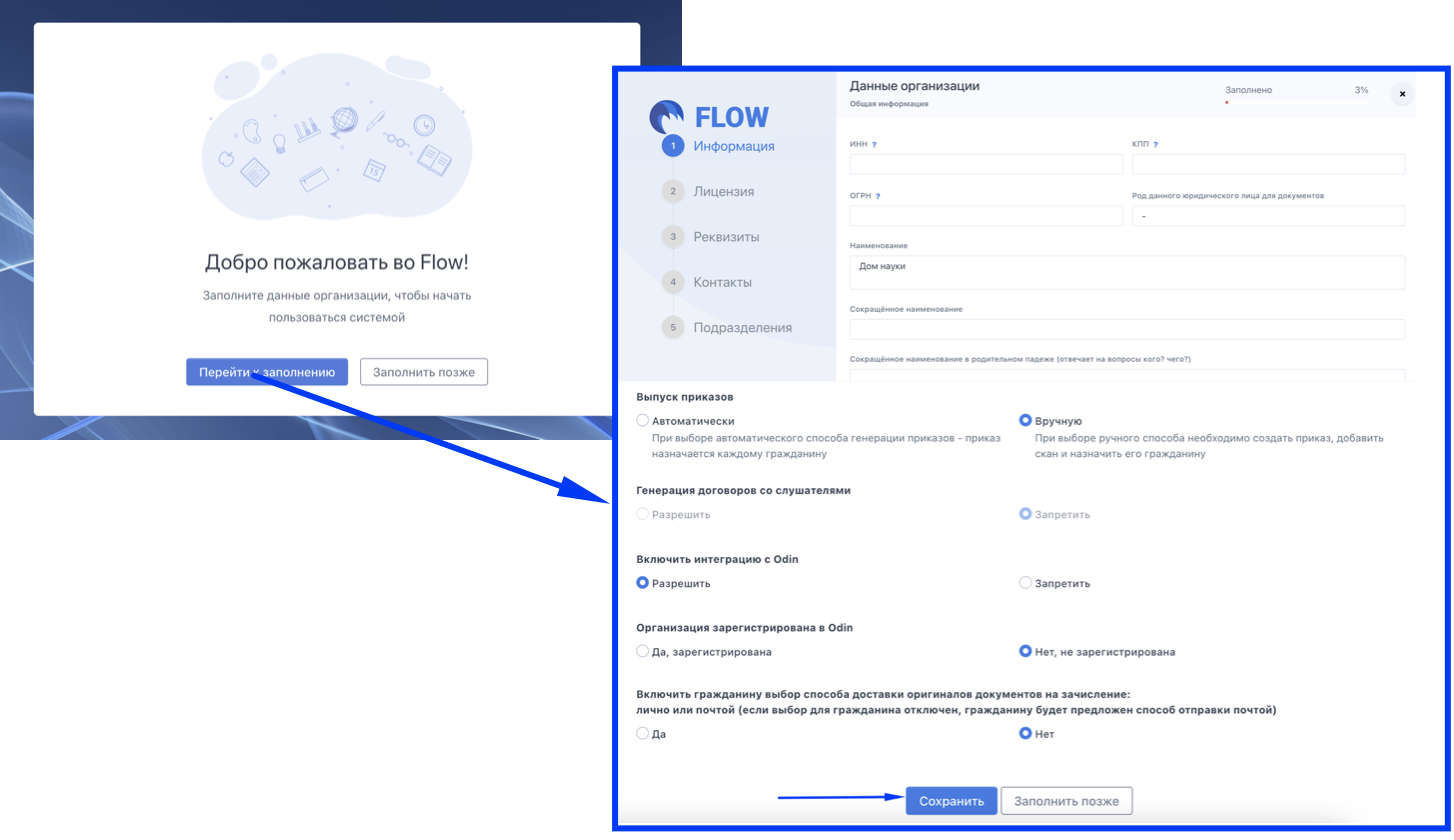 15
Добро пожаловать во Flow!
Заполните данные организации, чтобы начать
пользоваться системой
Перейти к заполнению
Заполнить позже
FLOW
1 Информация
2 Лицензия
3 Реквизиты
4 Контакты
5 Подразделения
Данные организации
Общая информация
Заполнено 3%
×
ИНН ?
КПП ?
ОГРН ?
Род данного юридического лица для документов
-
Наименование
Дом науки
Сокращённое наименование
Сокращённое наименование в родительном падеже (отвечает на вопросы кого? чего?)
Выпуск приказов
Автоматически
При выборе автоматического способа генерации приказов - приказ
назначается каждому гражданину
Вручную
При выборе ручного способа необходимо создать приказ, добавить
скан и назначить его гражданину
Генерация договоров со слушателями
Разрешить
Запретить
Включить интеграцию с Odin
Разрешить
Запретить
Организация зарегистрирована в Odin
Да, зарегистрирована
Нет, не зарегистрирована
Включить гражданину выбор способа доставки оригиналов документов на зачисление:
лично или почтой (если выбор для гражданина отключен, гражданину будет предложен способ отправки почтой)
Да
Нет
Сохранить
Заполнить позже